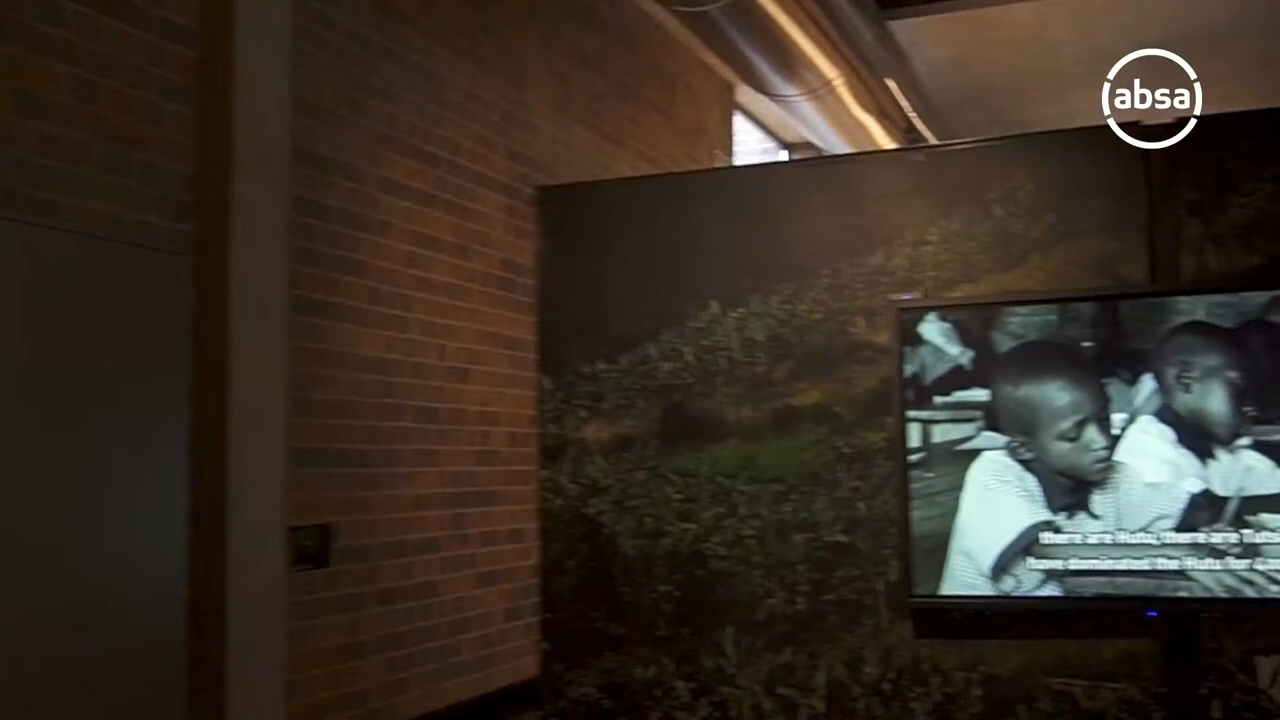 absa
there are Hutu, there are Tutsi
have dominated the Hutu for